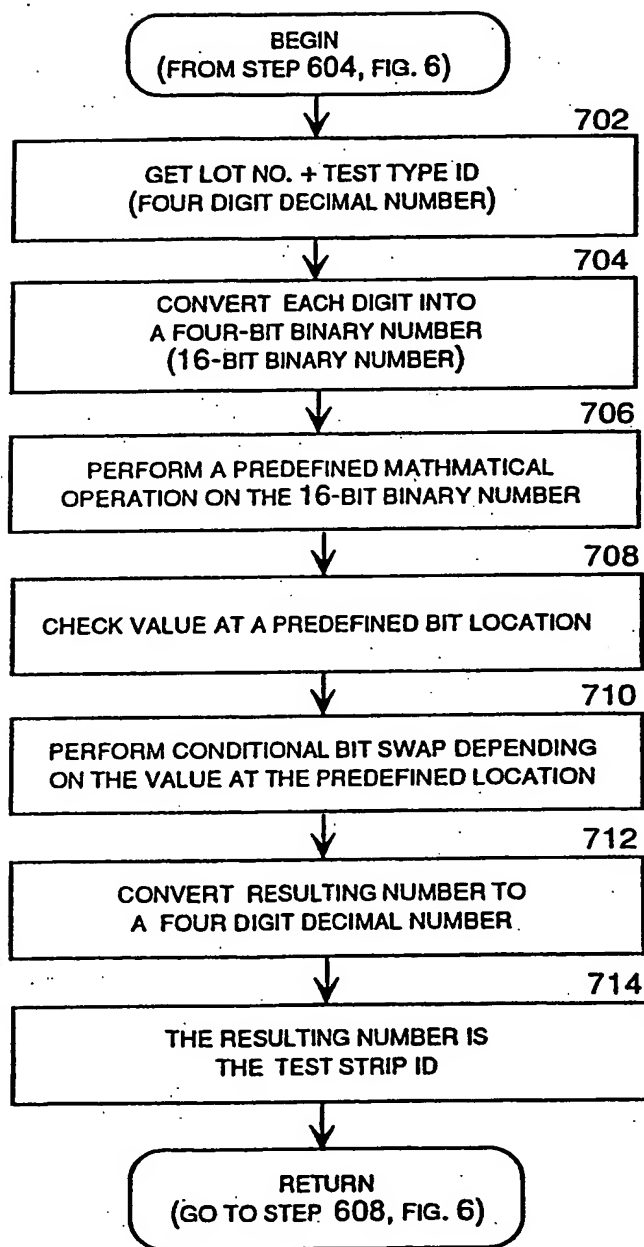 BEGIN
(FROM STEP 604, FIG. 6)
702
GET LOT NO. + TEST TYPE ID
(FOUR DIGIT DECIMAL NUMBER)
704
CONVERT EACH DIGIT INTO
A FOUR-BIT BINARY NUMBER
(16-BIT BINARY NUMBER)
706
PERFORM A PREDEFINED MATHMATICAL
OPERATION ON THE 16-BIT BINARY NUMBER
708
CHECK VALUE AT A PREDEFINED BIT LOCATION
710
PERFORM CONDITIONAL BIT SWAP DEPENDING
ON THE VALUE AT THE PREDEFINED LOCATION
712
CONVERT RESULTING NUMBER TO
A FOUR DIGIT DECIMAL NUMBER
714
THE RESULTING NUMBER IS
THE TEST STRIP ID
RETURN
(GO TO STEP 608, FIG. 6)